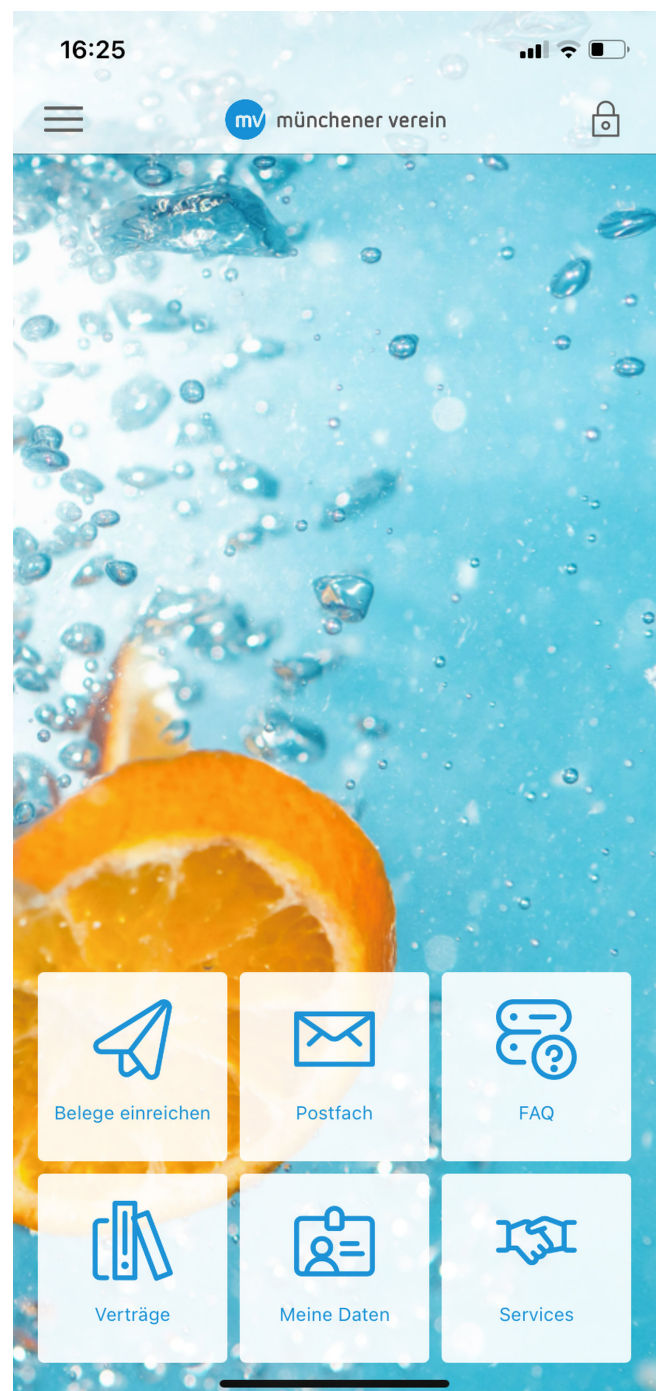 16:25
mv münchener verein
Belege einreichen
Postfach
FAQ
Verträge
Meine Daten
Services